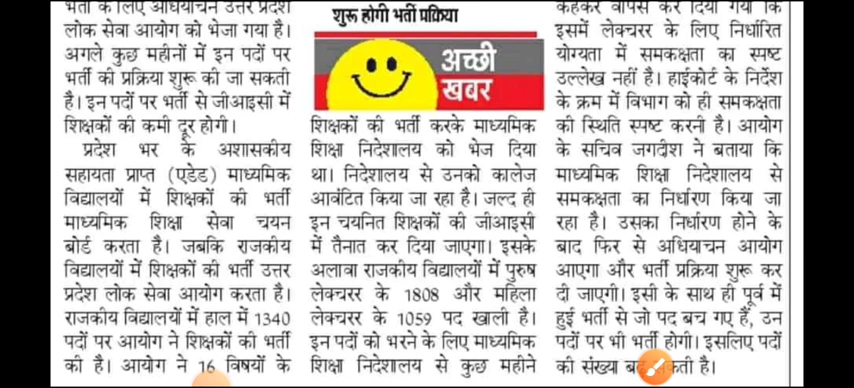 भर्ती के लिए अधियाचन उत्तर प्रदेश
लोक सेवा आयोग को भेजा गया है।
अगले कुछ महीनों में इन पदों पर
भर्ती की प्रक्रिया शुरू की जा सकती
है। इन पदों पर भर्ती से जीआइसी में
शिक्षकों की कमी दूर होगी।
प्रदेश भर के अशासकीय
सहायता प्राप्त (एडेड) माध्यमिक
विद्यालयों में शिक्षकों की भर्ती
माध्यमिक शिक्षा सेवा चयन
बोर्ड करता है। जबकि राजकीय
विद्यालयों में शिक्षकों की भर्ती उत्तर
प्रदेश लोक सेवा आयोग करता है।
राजकीय विद्यालयों में हाल में 1340
पदों पर आयोग ने शिक्षकों की भर्ती
की है। आयोग ने 16 विषयों के
शुरू होगी भर्ती प्रक्रिया
अच्छी
खबर
शिक्षकों की भर्ती करके माध्यमिक
शिक्षा निदेशालय को भेज दिया
था। निदेशालय से उनको कालेज
आवंटित किया जा रहा है। जल्द ही
इन चयनित शिक्षकों की जीआइसी
में तैनात कर दिया जाएगा। इसके
अलावा राजकीय विद्यालयों में पुरुष
लेक्चरर के 1808 और महिला
लेक्चरर के 1059 पद खाली है।
इन पदों को भरने के लिए माध्यमिक
शिक्षा निदेशालय से कुछ महीने
कहकर वापस कर दिया गया कि
इसमें लेक्चरर के लिए निर्धारित
योग्यता में समकक्षता का स्पष्ट
उल्लेख नहीं है। हाईकोर्ट के निर्देश
के क्रम में विभाग को ही समकक्षता
की स्थिति स्पष्ट करनी है। आयोग
के सचिव जगदीश ने बताया कि
माध्यमिक शिक्षा निदेशालय से
समकक्षता का निर्धारण किया जा
रहा है। उसका निर्धारण होने के
बाद फिर से अधियाचन आयोग
आएगा और भर्ती प्रक्रिया शुरू कर
दी जाएगी। इसी के साथ ही पूर्व में
हुई भर्ती से जो पद बच गए हैं, उन
पदों पर भी भर्ती होगी। इसलिए पदों
की संख्या बढ़ सकती है।